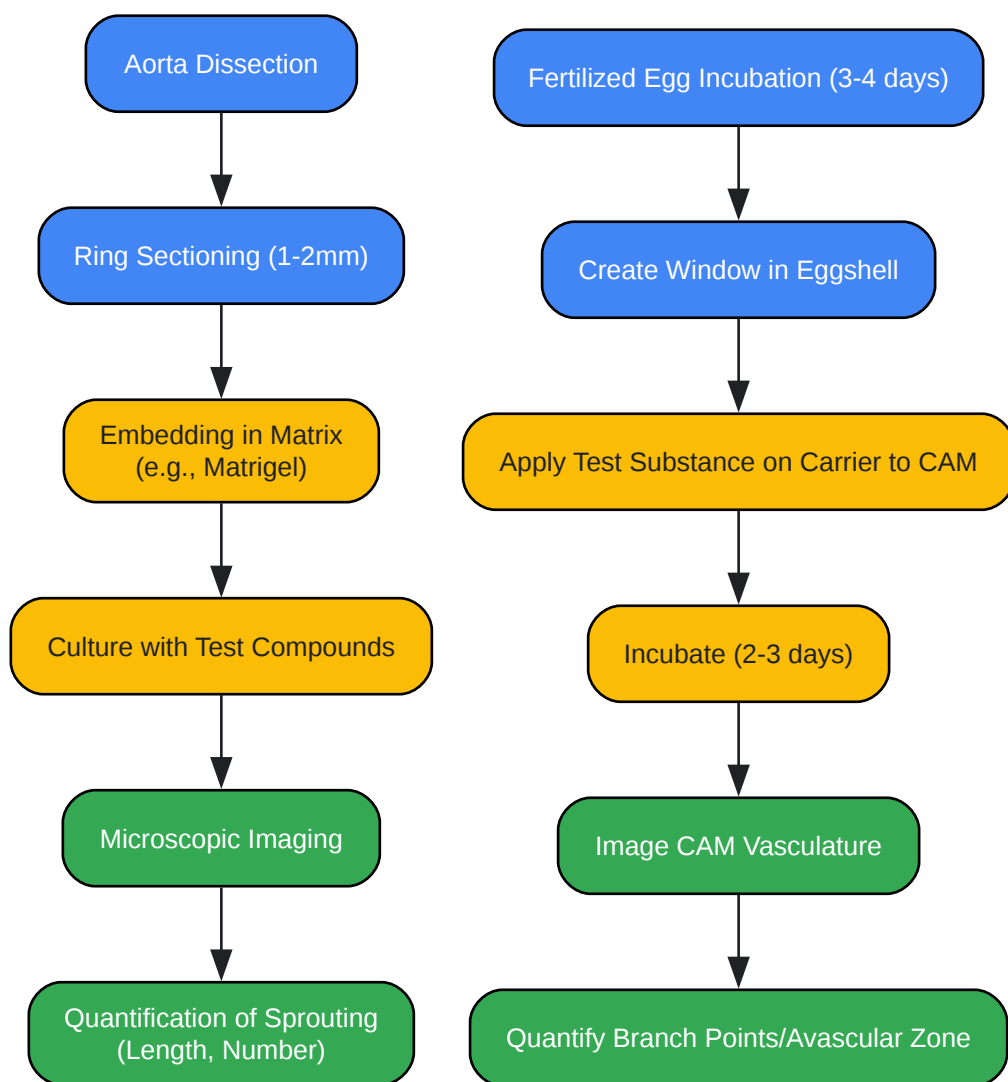 Aorta Dissection
Ring Sectioning (1-2mm)
Embedding in Matrix
(e.g., Matrigel)
Culture with Test Compounds
Microscopic Imaging
Quantification of Sprouting
(Length, Number)
Fertilized Egg Incubation (3-4 days)
Create Window in Eggshell
Apply Test Substance on Carrier to CAM
Incubate (2-3 days)
Image CAM Vasculature
Quantify Branch Points/Avascular Zone